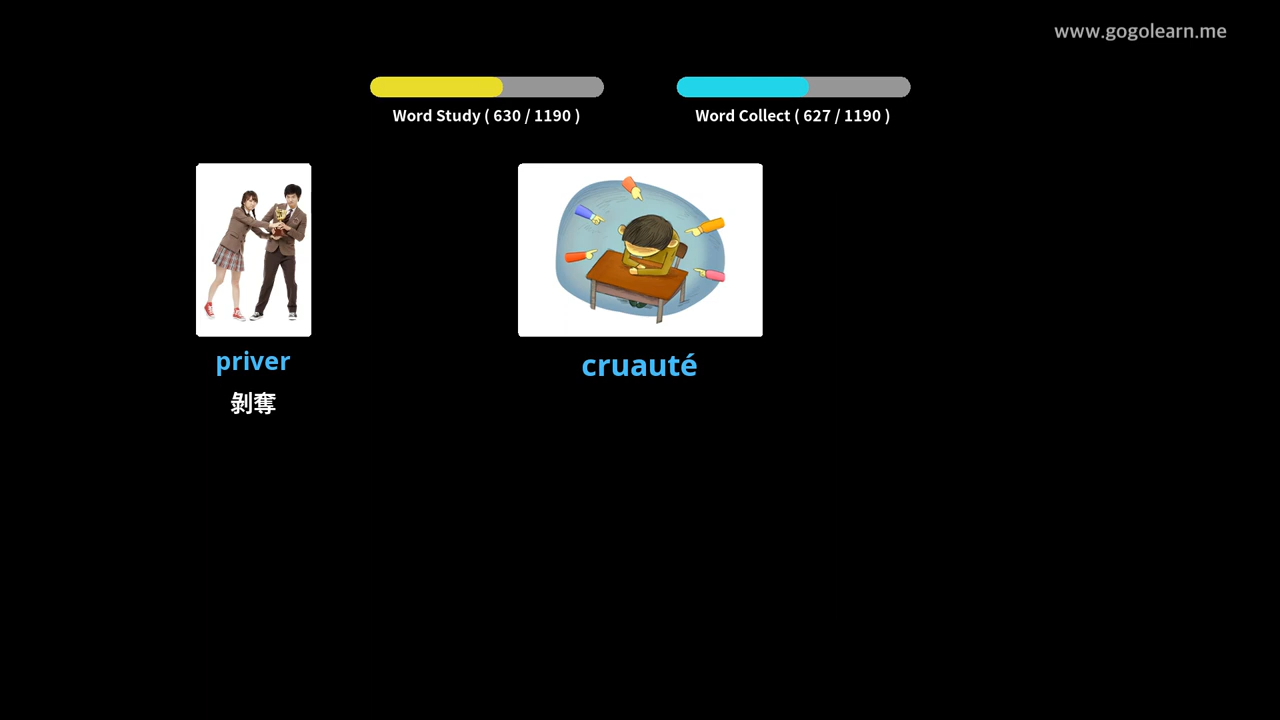 www.gogolearn.me
Word Study ( 630 / 1190 )
Word Collect ( 627 / 1190 )
priver
剝奪
cruauté